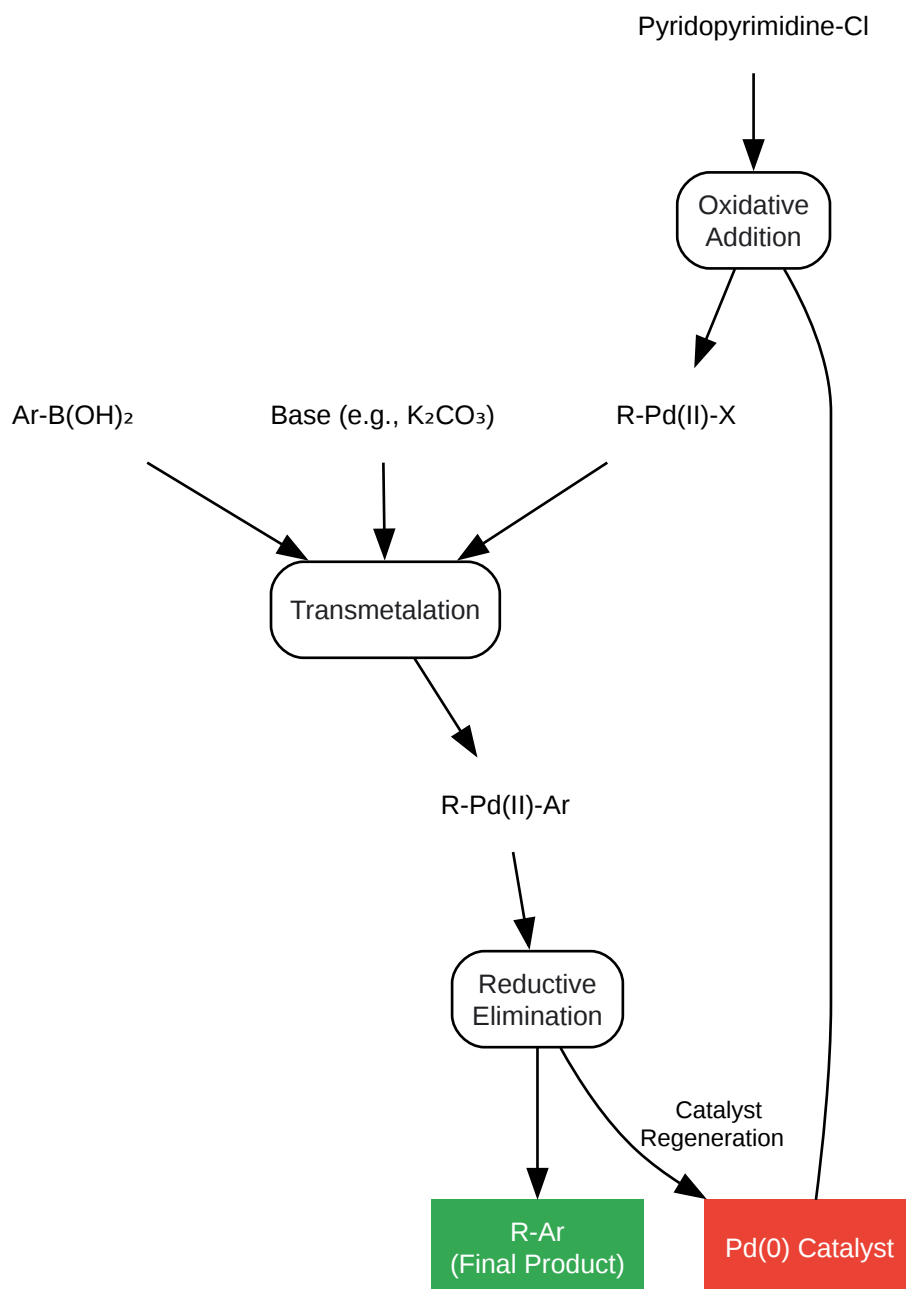 Pyridopyrimidine-Cl
Oxidative
Addition
Ar-B(OH)₂
Base (e.g., K₂CO₃)
R-Pd(II)-X
Transmetalation
R-Pd(II)-Ar
Reductive
Elimination
Catalyst
Regeneration
R-Ar
(Final Product)
Pd(0) Catalyst